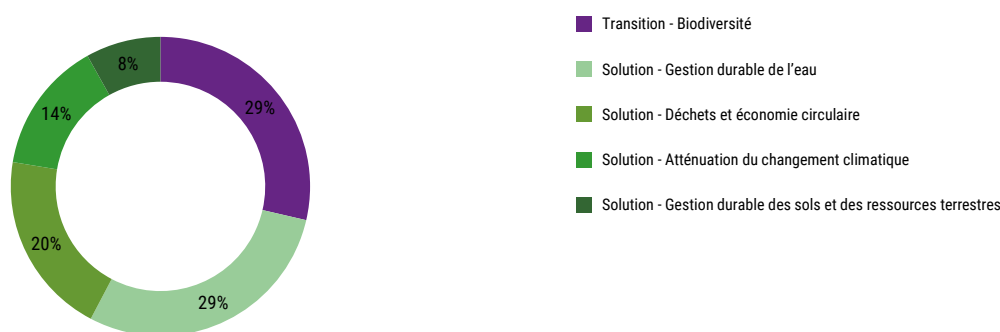 Transition - Biodiversité
Solution - Gestion durable de l’eau
Solution - Déchets et économie circulaire
Solution - Atténuation du changement climatique
Solution - Gestion durable des sols et des ressources terrestres
8%
29%
14%
20%
29%